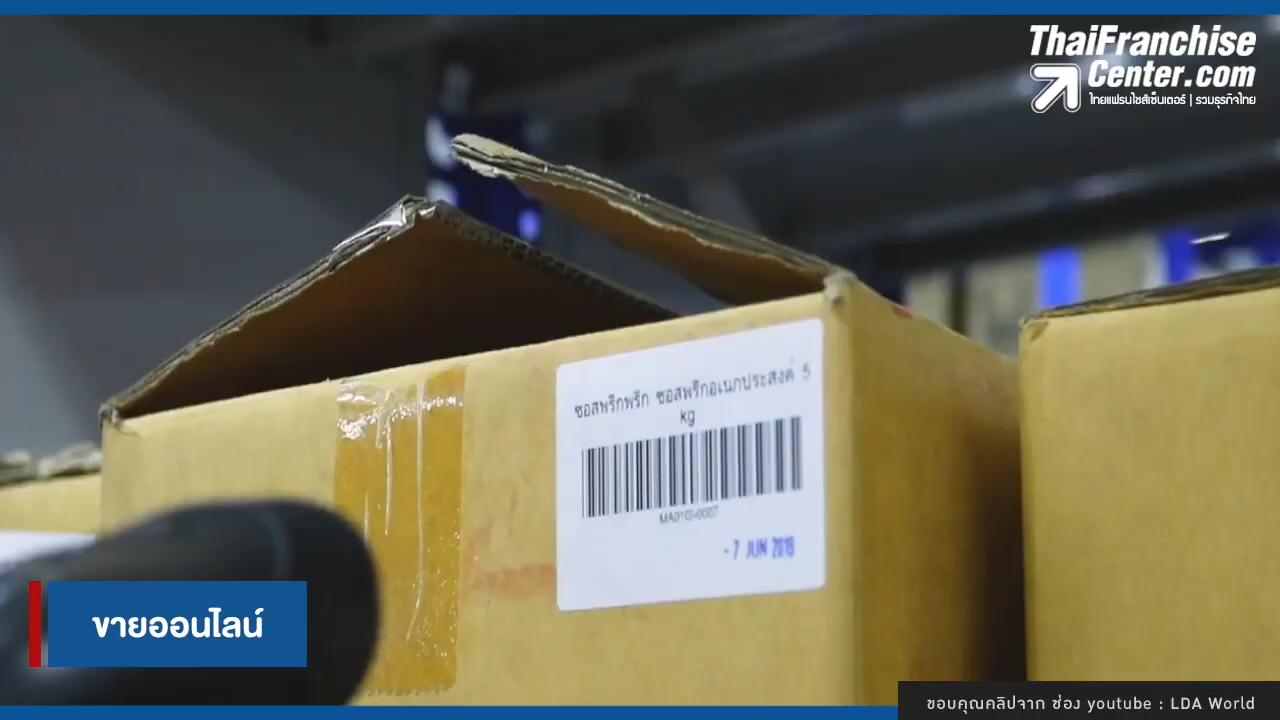 ThaiFranchise
Center.com
ไทยแฟรนไชส์เซ็นเตอร์ | รวมธุรกิจไทย
ซอสพริกพริก ซอสพริกอเนกประสงค์ 5
kg
- 7 JUN 2019
ขายออนไลน์
ขอบคุณคลิปจาก ช่อง youtube : LDA World